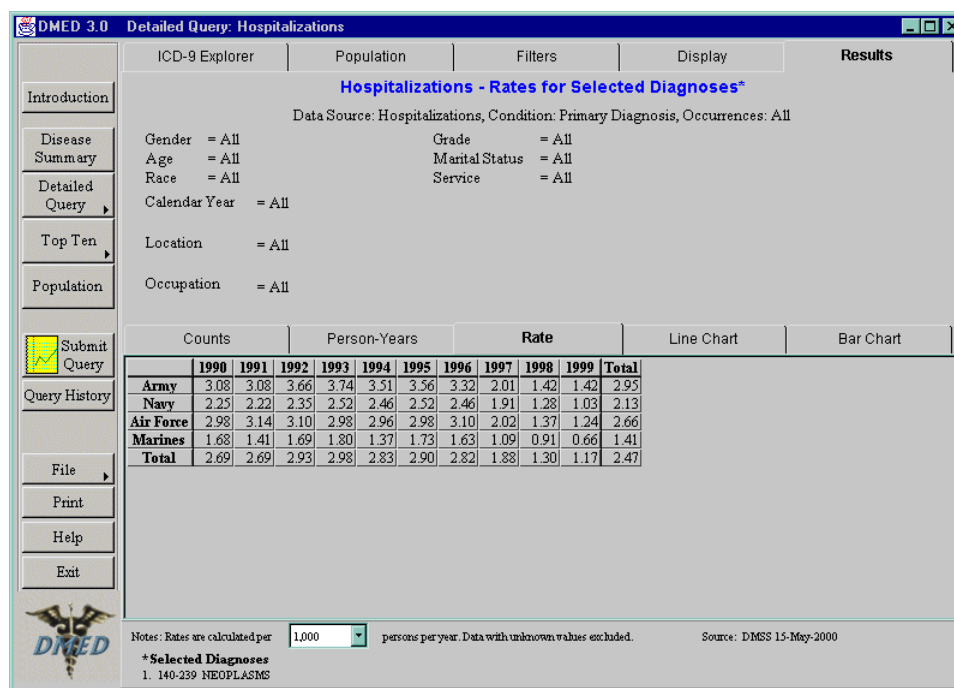 DMED 3.0 Detailed Query: Hospitalizations
ICD-9 Explorer Population Filters Display Results
Introduction
Disease Summary
Detailed Query
Top Ten
Population
Submit Query
Query History
File
Print
Help
Exit
DMED
Hospitalizations - Rates for Selected Diagnoses*
Data Source: Hospitalizations, Condition: Primary Diagnosis, Occurrences: All
Gender = All Grade = All
Age = All Marital Status = All
Race = All Service = All
Calendar Year = All
Location = All
Occupation = All
Counts Person-Years Rate Line Chart Bar Chart
1990 1991 1992 1993 1994 1995 1996 1997 1998 1999 Total
Army 3.08 3.08 3.66 3.74 3.51 3.56 3.32 2.01 1.42 1.42 2.95
Navy 2.25 2.22 2.35 2.52 2.46 2.52 2.46 1.91 1.28 1.03 2.13
Air Force 2.98 3.14 3.10 2.98 2.96 2.98 3.10 2.02 1.37 1.24 2.66
Marines 1.68 1.41 1.69 1.80 1.37 1.73 1.63 1.09 0.91 0.66 1.41
Total 2.69 2.69 2.93 2.98 2.83 2.90 2.82 1.88 1.30 1.17 2.47
Notes: Rates are calculated per 1,000 persons per year. Data with unknown values excluded. Source: DMSS 15-May-2000
*Selected Diagnoses
1. 140-239 NEOPLASMS